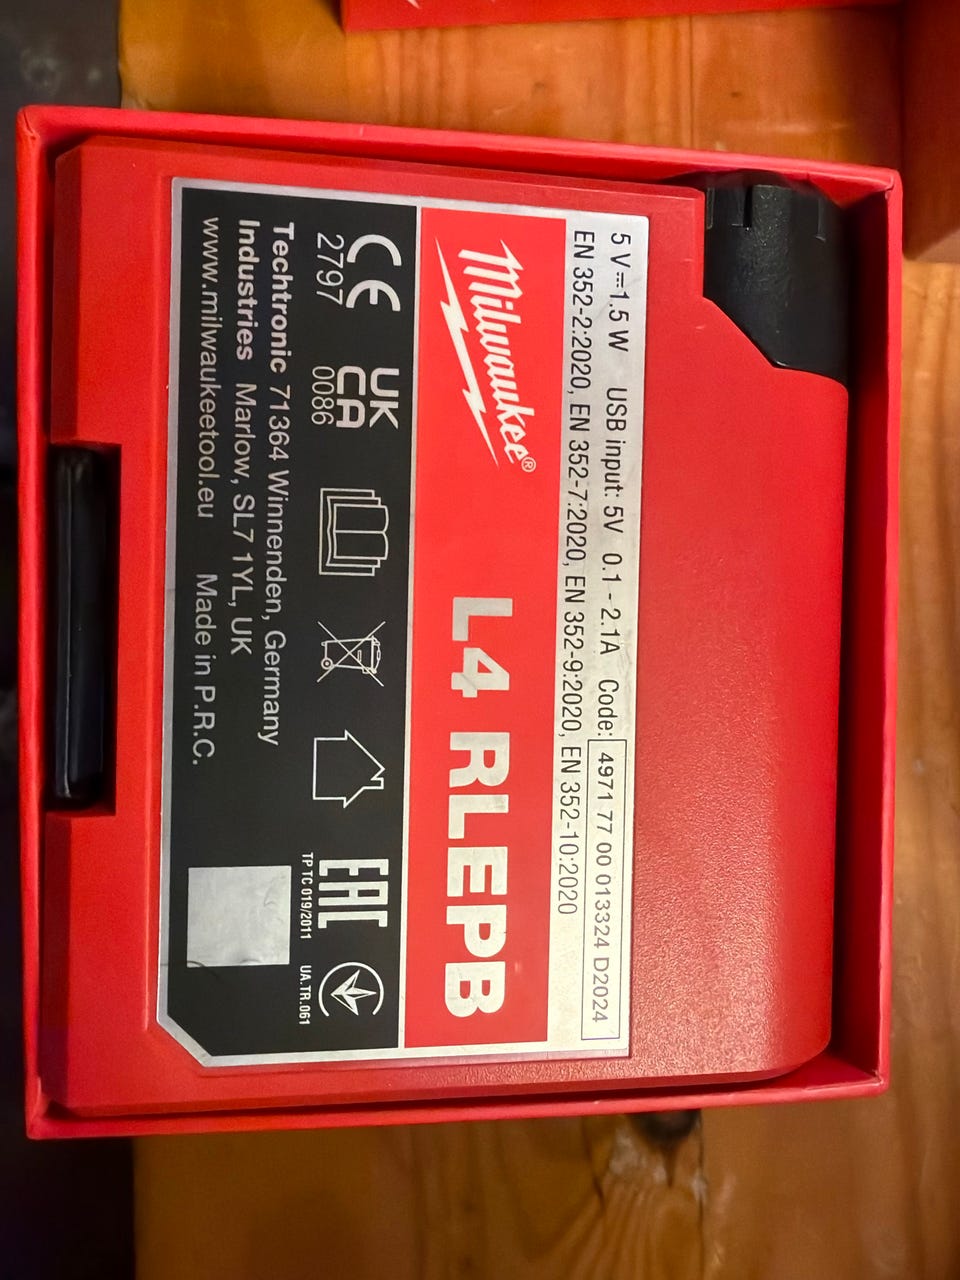 5 V⎓1.5 W USB input: 5V 0.1 - 2.1A Code: 4971 77 00 013324 D2024
EN 352-2:2020, EN 352-7:2020, EN 352-9:2020, EN 352-10:2020
Milwaukee® L4 RLEPB
CE UK
2797 CA
0086
EAC
TP TC 019/2011 UA.TR.061
Techtronic 71364 Winnenden, Germany
Industries Marlow, SL7 1YL, UK
www.milwaukeetool.eu Made in P.R.C.